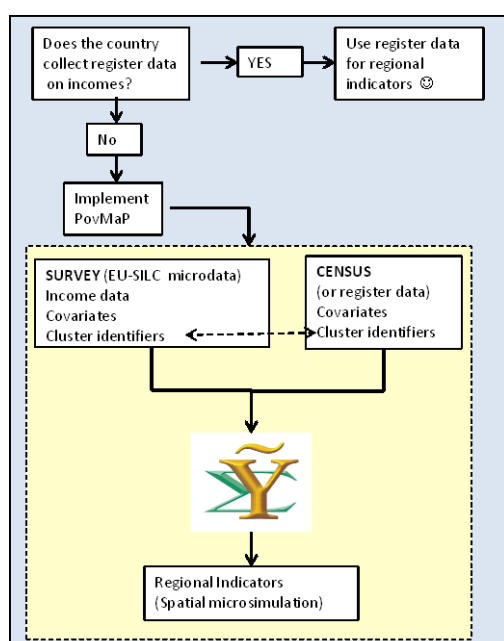 Does the country
collect register data
on incomes?
YES
Use register data
for regional
indicators ☺
No
Implement
PovMaP
SURVEY (EU-SILC microdata)
Income data
Covariates
Cluster identifiers
CENSUS
(or register data)
Covariates
Cluster identifiers
Ỹ
Σ
Regional Indicators
(Spatial microsimulation)